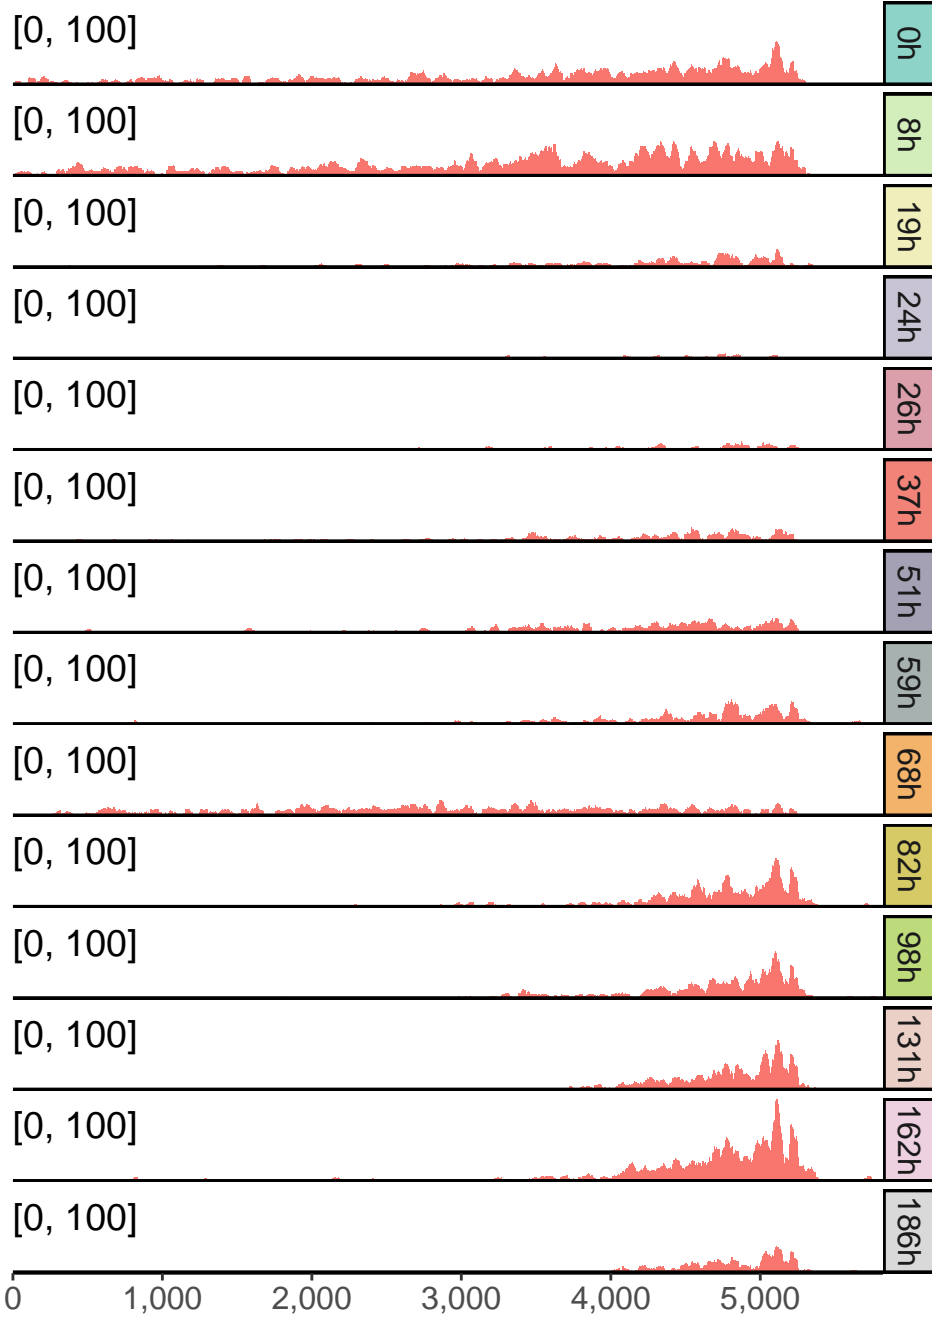 [0, 100] 0h
[0, 100] 8h
[0, 100] 19h
[0, 100] 24h
[0, 100] 26h
[0, 100] 37h
[0, 100] 51h
[0, 100] 59h
[0, 100] 68h
[0, 100] 82h
[0, 100] 98h
[0, 100] 131h
[0, 100] 162h
[0, 100] 186h
0 1,000 2,000 3,000 4,000 5,000